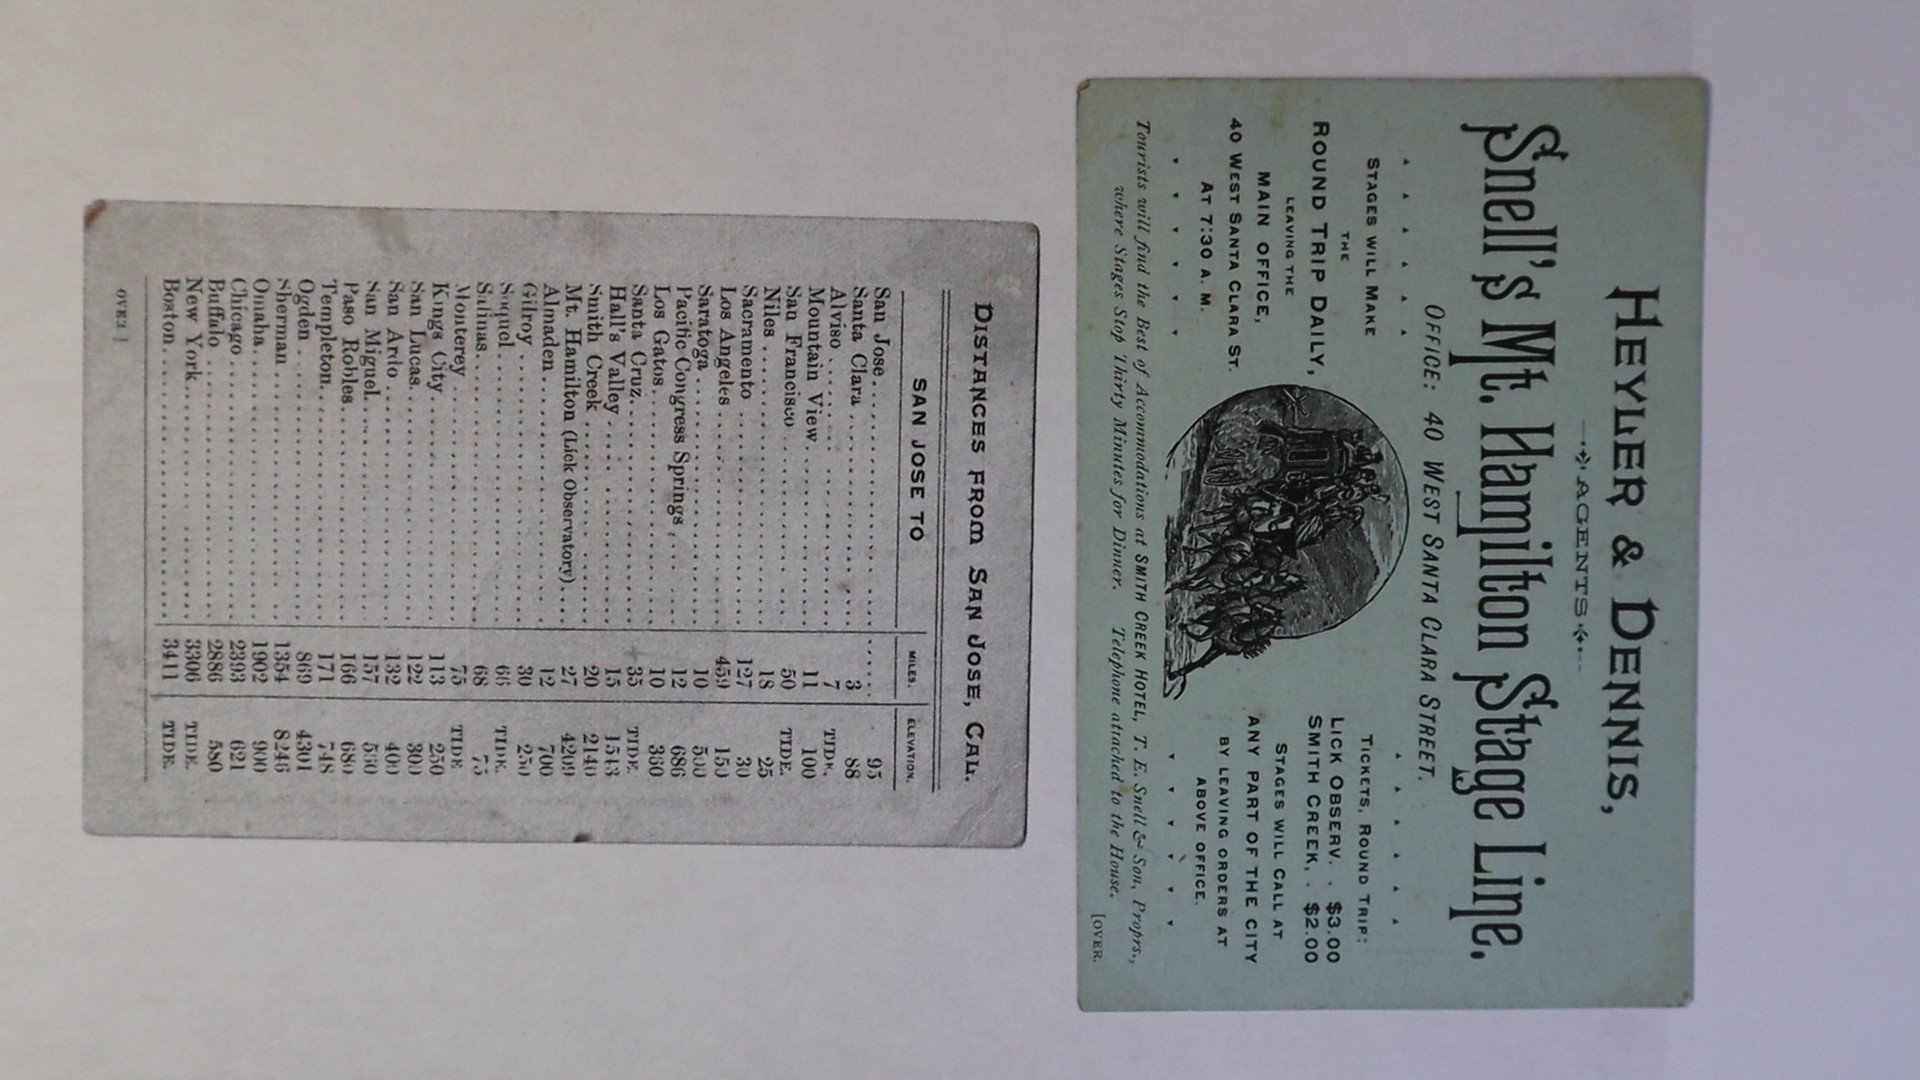 HEYLER & DENNIS,
AGENTS
Snell's Mt. Hamilton Stage Line.
OFFICE: 40 WEST SANTA CLARA STREET.
STAGES WILL MAKE
THE
ROUND TRIP DAILY,
LEAVING THE
MAIN OFFICE,
40 WEST SANTA CLARA ST.
AT 7:30 A. M.
TICKETS, ROUND TRIP:
LICK OBSERV. . $3.00
SMITH CREEK, . $2.00
STAGES WILL CALL AT
ANY PART OF THE CITY
BY LEAVING ORDERS AT
ABOVE OFFICE.
Tourists will find the Best of Accommodations at SMITH CREEK HOTEL, T. E. Snell & Son, Proprs.,
where Stages Stop Thirty Minutes for Dinner. Telephone attached to the House.
[OVER.
DISTANCES FROM SAN JOSE, CAL.
SAN JOSE TO MILES. ELEVATION.
San Jose 95
Santa Clara 3 88
Alviso 7 TIDE.
Mountain View 11 100
San Francisco 50 TIDE.
Niles 18 25
Sacramento 127 30
Los Angeles 459 150
Saratoga 10 500
Pacific Congress Springs 12 686
Los Gatos 10 350
Santa Cruz 35 TIDE.
Hall's Valley 15 1543
Smith Creek 20 2140
Mt. Hamilton (Lick Observatory) 27 4209
Almaden 12 700
Gilroy 30 250
Soquel 66 TIDE.
Salinas 68 75
Monterey 75 TIDE
Kings City 113 250
San Lucas 122 300
San Ardo 132 400
San Miguel 157 560
Paso Robles 166 680
Templeton 171 748
Ogden 869 4301
Sherman 1354 8246
Omaha 1902 900
Chicago 2393 621
Buffalo 2886 580
New York 3306 TIDE.
Boston 3411 TIDE.
OVER]